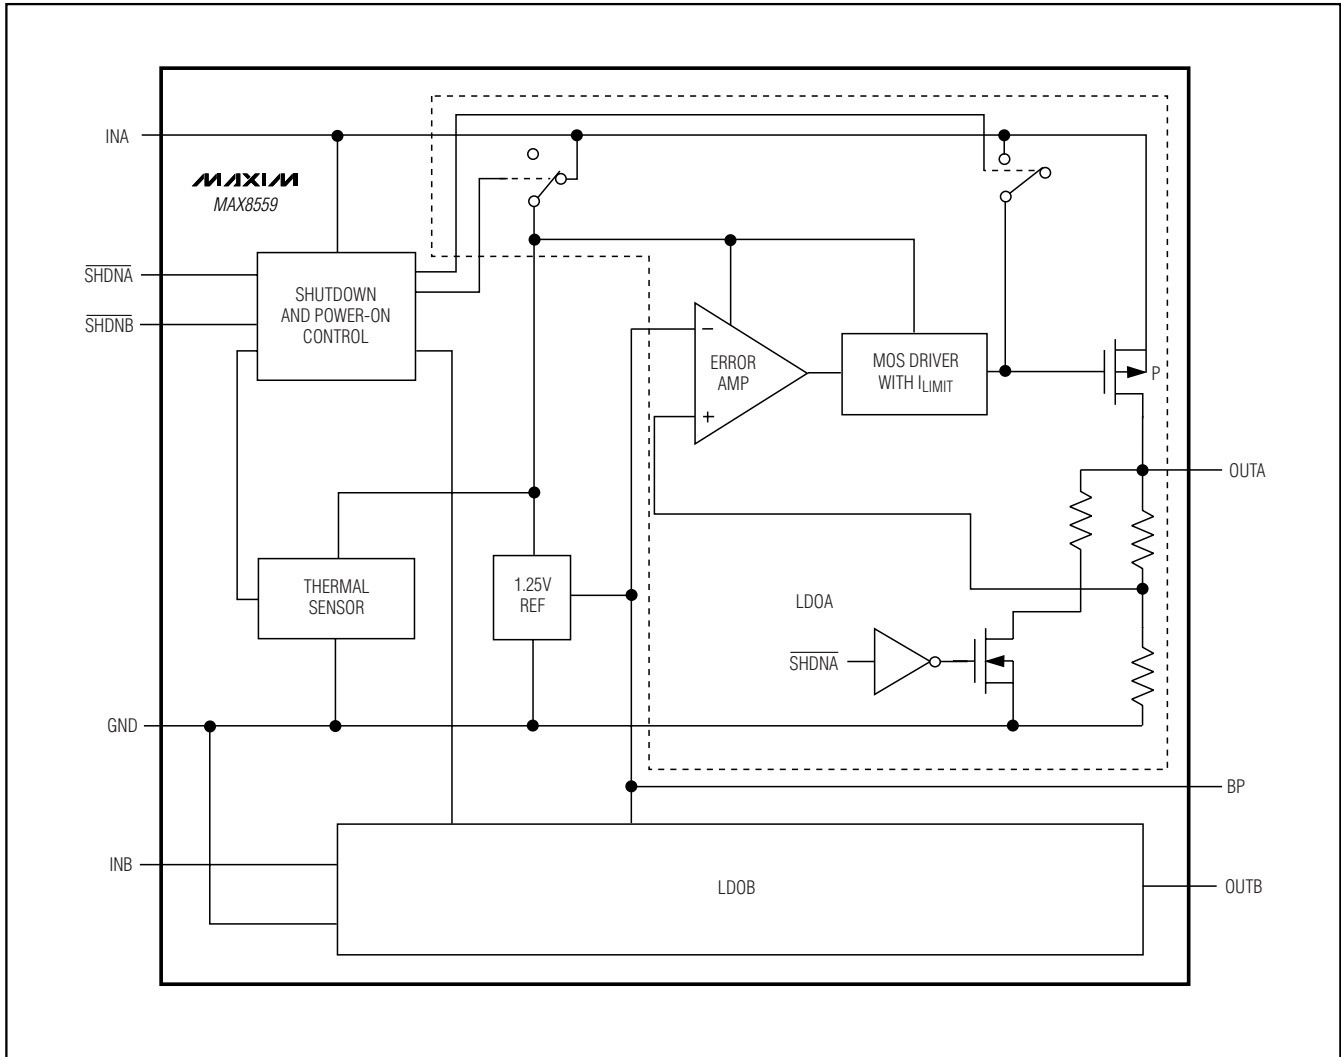 INA
MAXIM
MAX8559
SHDNA
SHDNB
SHUTDOWN
AND POWER-ON
CONTROL
−
ERROR
AMP
+
MOS DRIVER
WITH ILIMIT
P
OUTA
THERMAL
SENSOR
1.25V
REF
LDOA
SHDNA
GND
BP
INB
LDOB
OUTB